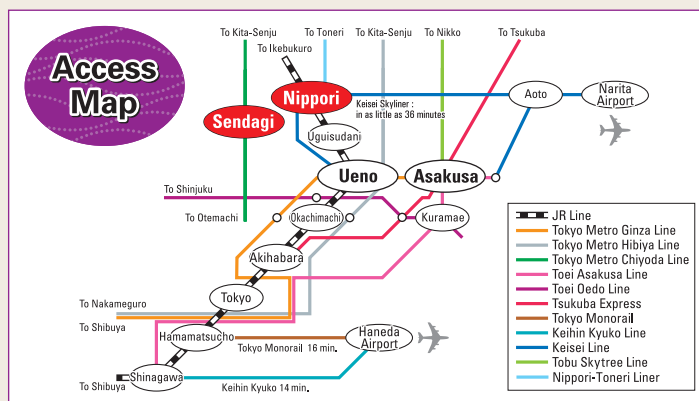 Access
Map
To Kita-Senju
To Toneri
To Kita-Senju
To Nikko
To Tsukuba
To Ikebukuro
Nippori
Keisei Skyliner :
in as little as 36 minutes
Aoto
Narita
Airport
Sendagi
Uguisudani
Ueno
Asakusa
To Shinjuku
To Otemachi
Okachimachi
Kuramae
Akihabara
Tokyo
To Nakameguro
To Shibuya
Hamamatsucho
Tokyo Monorail 16 min.
Haneda
Airport
To Shibuya
Shinagawa
Keihin Kyuko 14 min.
JR Line
Tokyo Metro Ginza Line
Tokyo Metro Hibiya Line
Tokyo Metro Chiyoda Line
Toei Asakusa Line
Toei Oedo Line
Tsukuba Express
Tokyo Monorail
Keihin Kyuko Line
Keisei Line
Tobu Skytree Line
Nippori-Toneri Liner